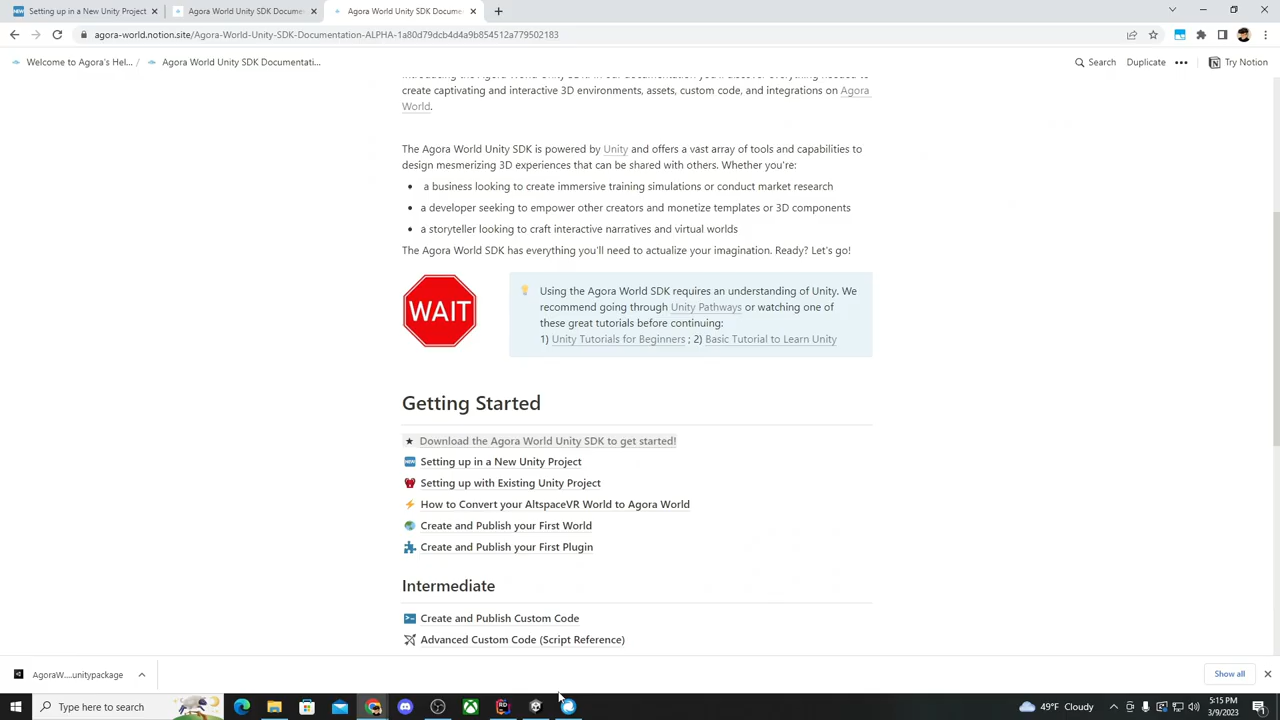 Setting up in a New Unity Project
Agora World Unity SDK Docume
Agora World Unity SDK Docume
agora-world.notion.site/Agora-World-Unity-SDK-Documentation-ALPHA-1a80d79dcb4d4a9b854512a779502183
Welcome to Agora's Hel... / Agora World Unity SDK Documentati...
Search Duplicate ••• Try Notion
create captivating and interactive 3D environments, assets, custom code, and integrations on Agora
World.
The Agora World Unity SDK is powered by Unity and offers a vast array of tools and capabilities to
design mesmerizing 3D experiences that can be shared with others. Whether you're:
• a business looking to create immersive training simulations or conduct market research
• a developer seeking to empower other creators and monetize templates or 3D components
• a storyteller looking to craft interactive narratives and virtual worlds
The Agora World SDK has everything you'll need to actualize your imagination. Ready? Let's go!
WAIT
Using the Agora World SDK requires an understanding of Unity. We
recommend going through Unity Pathways or watching one of
these great tutorials before continuing:
1) Unity Tutorials for Beginners ; 2) Basic Tutorial to Learn Unity
Getting Started
★ Download the Agora World Unity SDK to get started!
NEW Setting up in a New Unity Project
Setting up with Existing Unity Project
How to Convert your AltspaceVR World to Agora World
Create and Publish your First World
Create and Publish your First Plugin
Intermediate
Create and Publish Custom Code
Advanced Custom Code (Script Reference)
AgoraW....unitypackage
Show all
Type here to search
49°F Cloudy
5:15 PM
3/9/2023